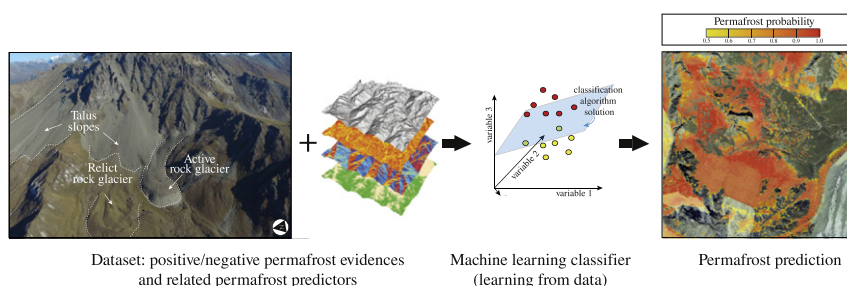 Permafrost probability
0.5 0.6 0.7 0.8 0.9 1.0
Talus
slopes
Relict
rock glacier
Active
rock glacier
variable 3
variable 2
variable 1
classification
algorithm
solution
Dataset: positive/negative permafrost evidences
and related permafrost predictors
Machine learning classifier
(learning from data)
Permafrost prediction